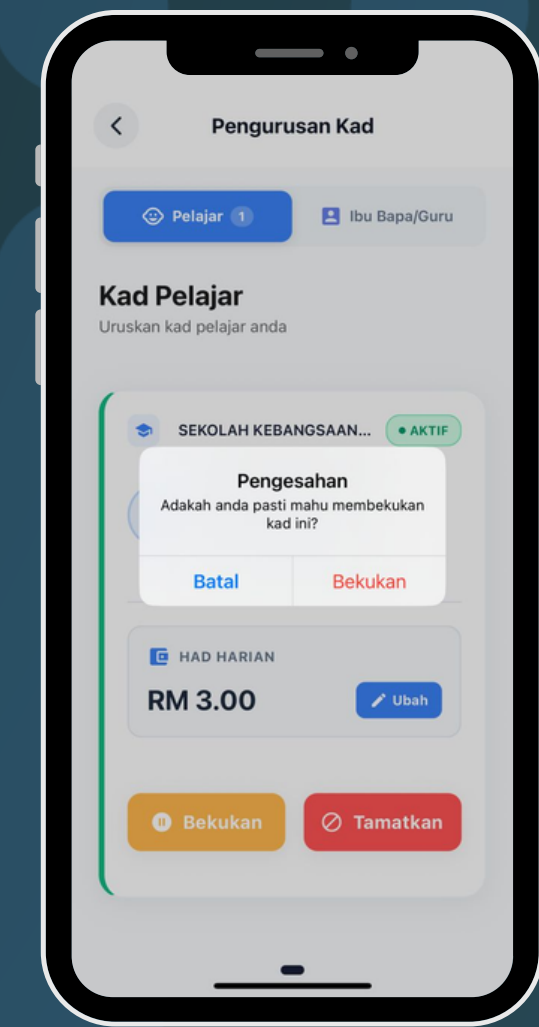 Pengurusan Kad
Pelajar 1
Ibu Bapa/Guru
Kad Pelajar
Uruskan kad pelajar anda
SEKOLAH KEBANGSAAN...
AKTIF
Pengesahan
Adakah anda pasti mahu membekukan
kad ini?
Batal
Bekukan
HAD HARIAN
RM 3.00
Ubah
Bekukan
Tamatkan